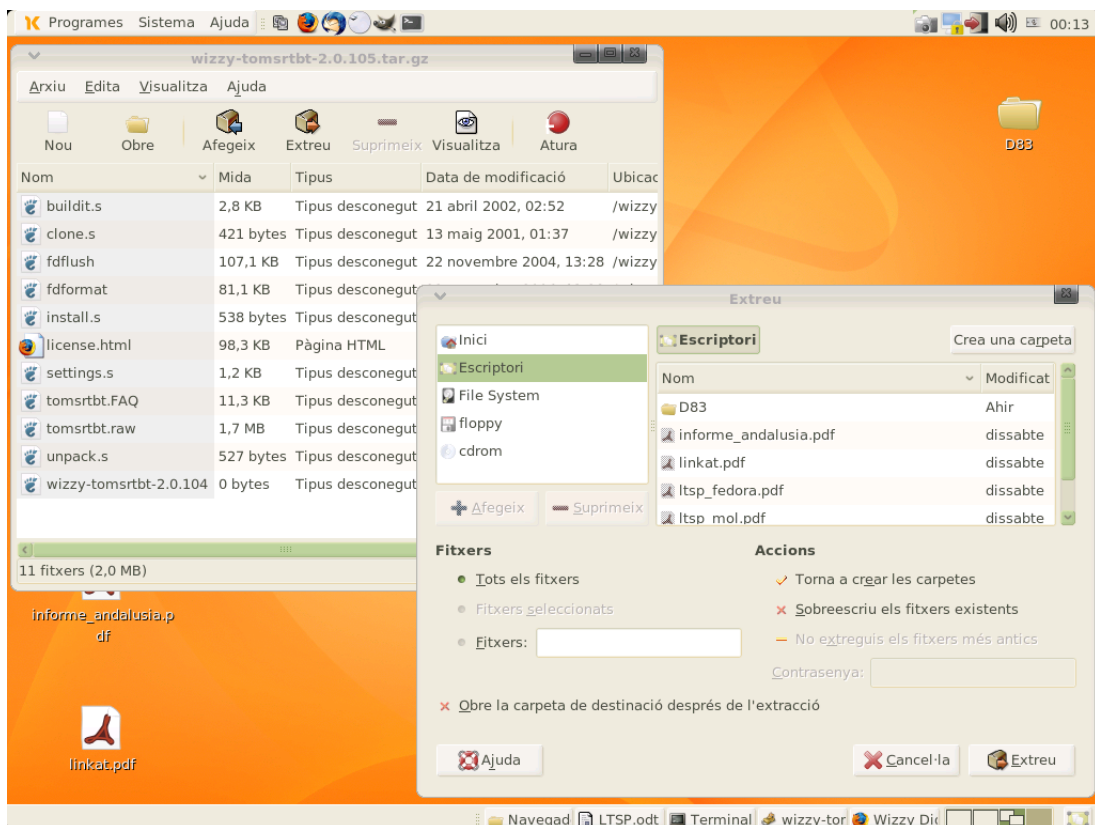 Programes Sistema Ajuda 00:13
wizzy-tomsrtbt-2.0.105.tar.gz
Arxiu Edita Visualitza Ajuda
Nou Obre Afegeix Extreu Suprimeix Visualitza Atura
Nom Mida Tipus Data de modificació Ubicac
buildit.s 2,8 KB Tipus desconegut 21 abril 2002, 02:52 /wizzy
clone.s 421 bytes Tipus desconegut 13 maig 2001, 01:37 /wizzy
fdflush 107,1 KB Tipus desconegut 22 novembre 2004, 13:28 /wizzy
fdformat 81,1 KB Tipus desconegut
install.s 538 bytes Tipus desconegut
license.html 98,3 KB Pàgina HTML
settings.s 1,2 KB Tipus desconegut
tomsrtbt.FAQ 11,3 KB Tipus desconegut
tomsrtbt.raw 1,7 MB Tipus desconegut
unpack.s 527 bytes Tipus desconegut
wizzy-tomsrtbt-2.0.104 0 bytes Tipus desconegut
11 fitxers (2,0 MB)
D83
Extreu
Inici
Escriptori
File System
floppy
cdrom
Afegeix Suprimeix
Escriptori Crea una carpeta
Nom Modificat
D83 Ahir
informe_andalusia.pdf dissabte
linkat.pdf dissabte
ltsp_fedora.pdf dissabte
ltsp_mol.pdf dissabte
Fitxers
Tots els fitxers
Fitxers seleccionats
Fitxers:
Accions
Torna a crear les carpetes
Sobreescriu els fitxers existents
No extreguis els fitxers més antics
Contrasenya:
Obre la carpeta de destinació després de l'extracció
Ajuda Cancel·la Extreu
informe_andalusia.p
df
linkat.pdf
Navegad LTSP.odt Terminal wizzy-tor Wizzy Dic